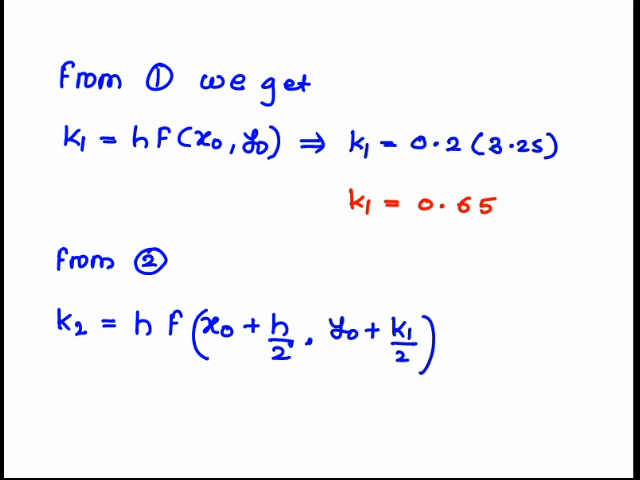 From ① we get
k₁ = h F(x₀, y₀) ⇒ k₁ = 0.2 (3.25)
k₁ = 0.65
From ②
k₂ = h F(x₀ + h/2, y₀ + k₁/2)